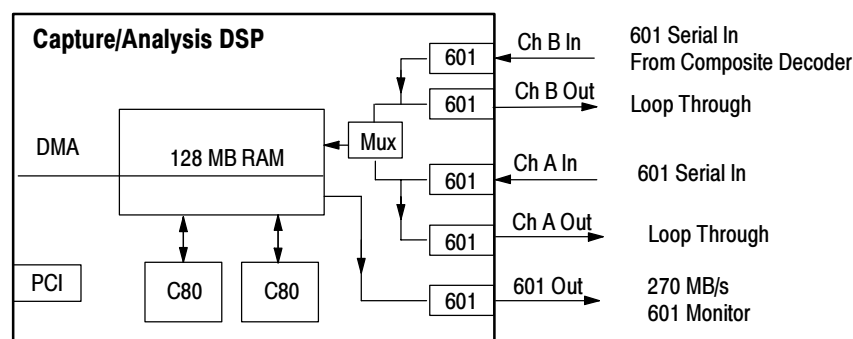 Capture/Analysis DSP
601
Ch B In
601 Serial In
From Composite Decoder
601
Ch B Out
Loop Through
DMA
128 MB RAM
Mux
601
Ch A In
601 Serial In
601
Ch A Out
Loop Through
PCI
C80
C80
601
601 Out
270 MB/s
601 Monitor